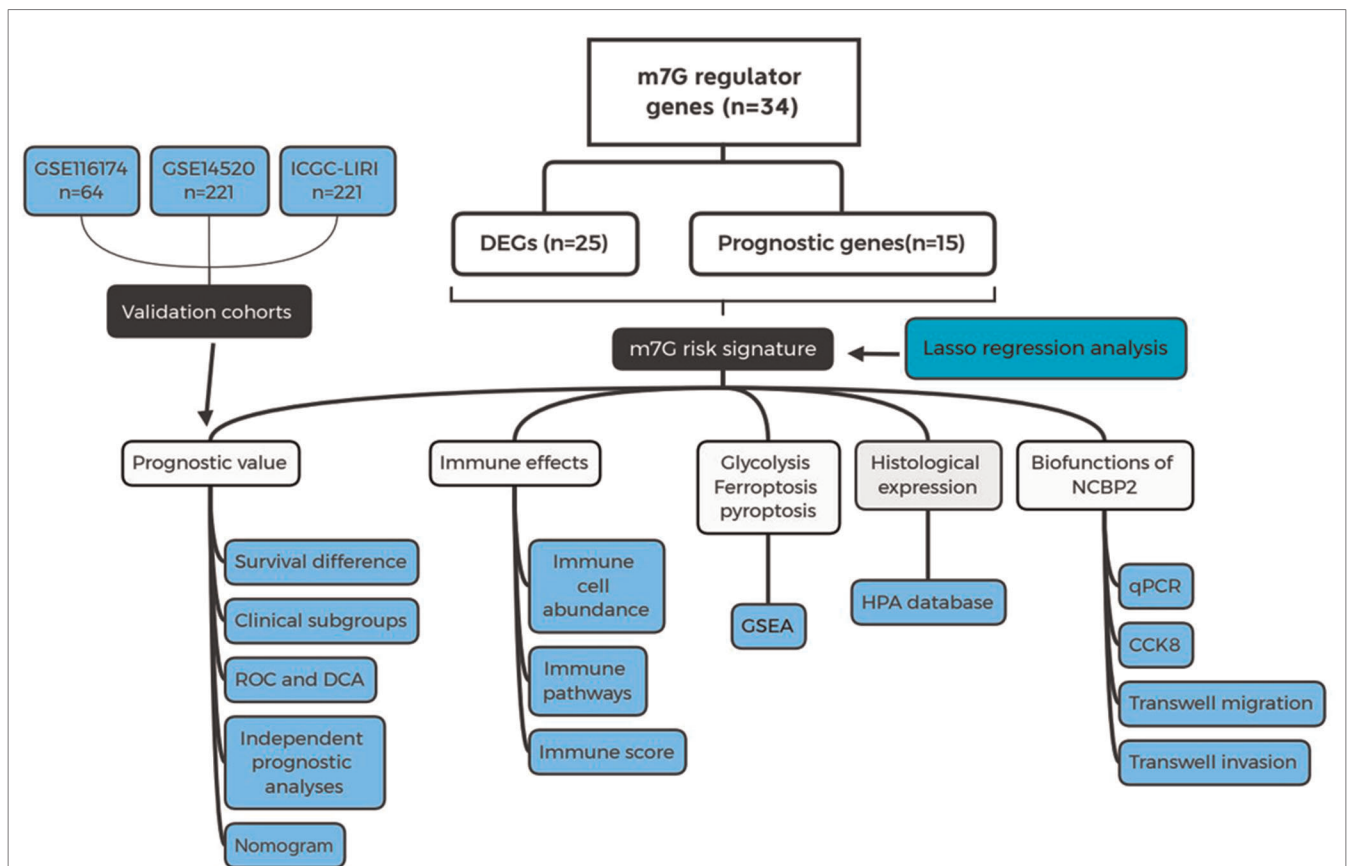 m7G regulator
genes (n=34)
GSE116174
n=64
GSE14520
n=221
ICGC-LIRI
n=221
DEGs (n=25)
Prognostic genes(n=15)
Validation cohorts
m7G risk signature
Lasso regression analysis
Prognostic value
Immune effects
Glycolysis
Ferroptosis
pyroptosis
Histological
expression
Biofunctions of
NCBP2
Survival difference
Clinical subgroups
ROC and DCA
Independent
prognostic
analyses
Nomogram
Immune
cell
abundance
Immune
pathways
Immune score
GSEA
HPA database
qPCR
CCK8
Transwell migration
Transwell invasion